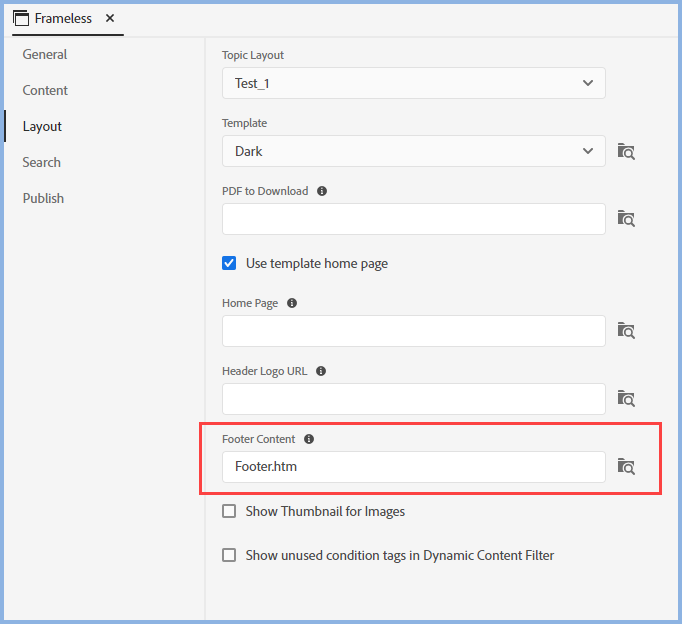 Frameless
General
Content
Layout
Search
Publish
Topic Layout
Test_1
Template
Dark
PDF to Download
Use template home page
Home Page
Header Logo URL
Footer Content
Footer.htm
Show Thumbnail for Images
Show unused condition tags in Dynamic Content Filter